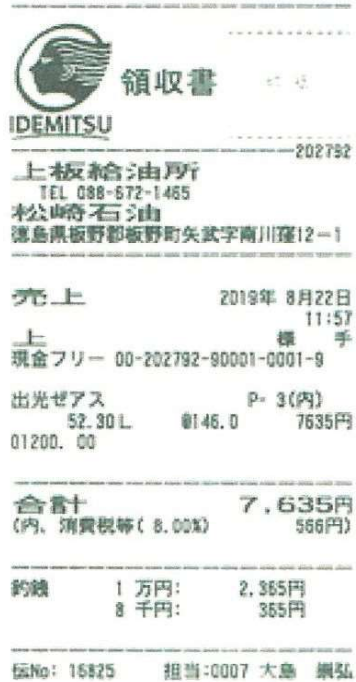 IDEMITSU
領収書
202792
上板給油所
TEL 088-672-1465
松崎石油
徳島県板野郡板野町矢武字南川窪12-1
売上 2019年 8月22日
11:57
上 様 手
現金フリー 00-202792-90001-0001-9
出光ゼアス P- 3(内)
52.30L @146.0 7635円
01200. 00
合計 7,635円
(内、消費税等( 8.00%) 566円)
釣銭 1 万円: 2,365円
8 千円: 365円
伝No: 16825 担当:0007 大島 崇弘